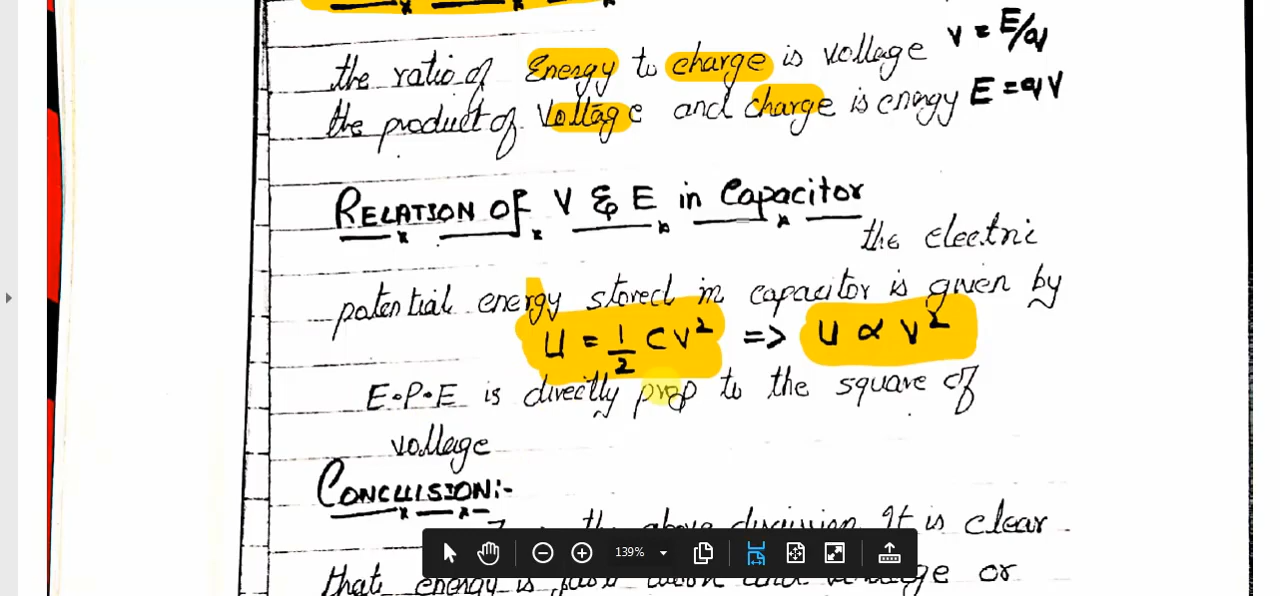 the ratio of Energy to charge is voltage V = E/q
the product of Voltage and charge is energy E = qV
RELATION OF V & E in Capacitor
the electric
potential energy stored in capacitor is given by
U = 1/2 CV² => U ∝ V²
E.P.E is directly prop to the square of
voltage
CONCLUSION:-
the above discussion It is clear
139%
that energy is or